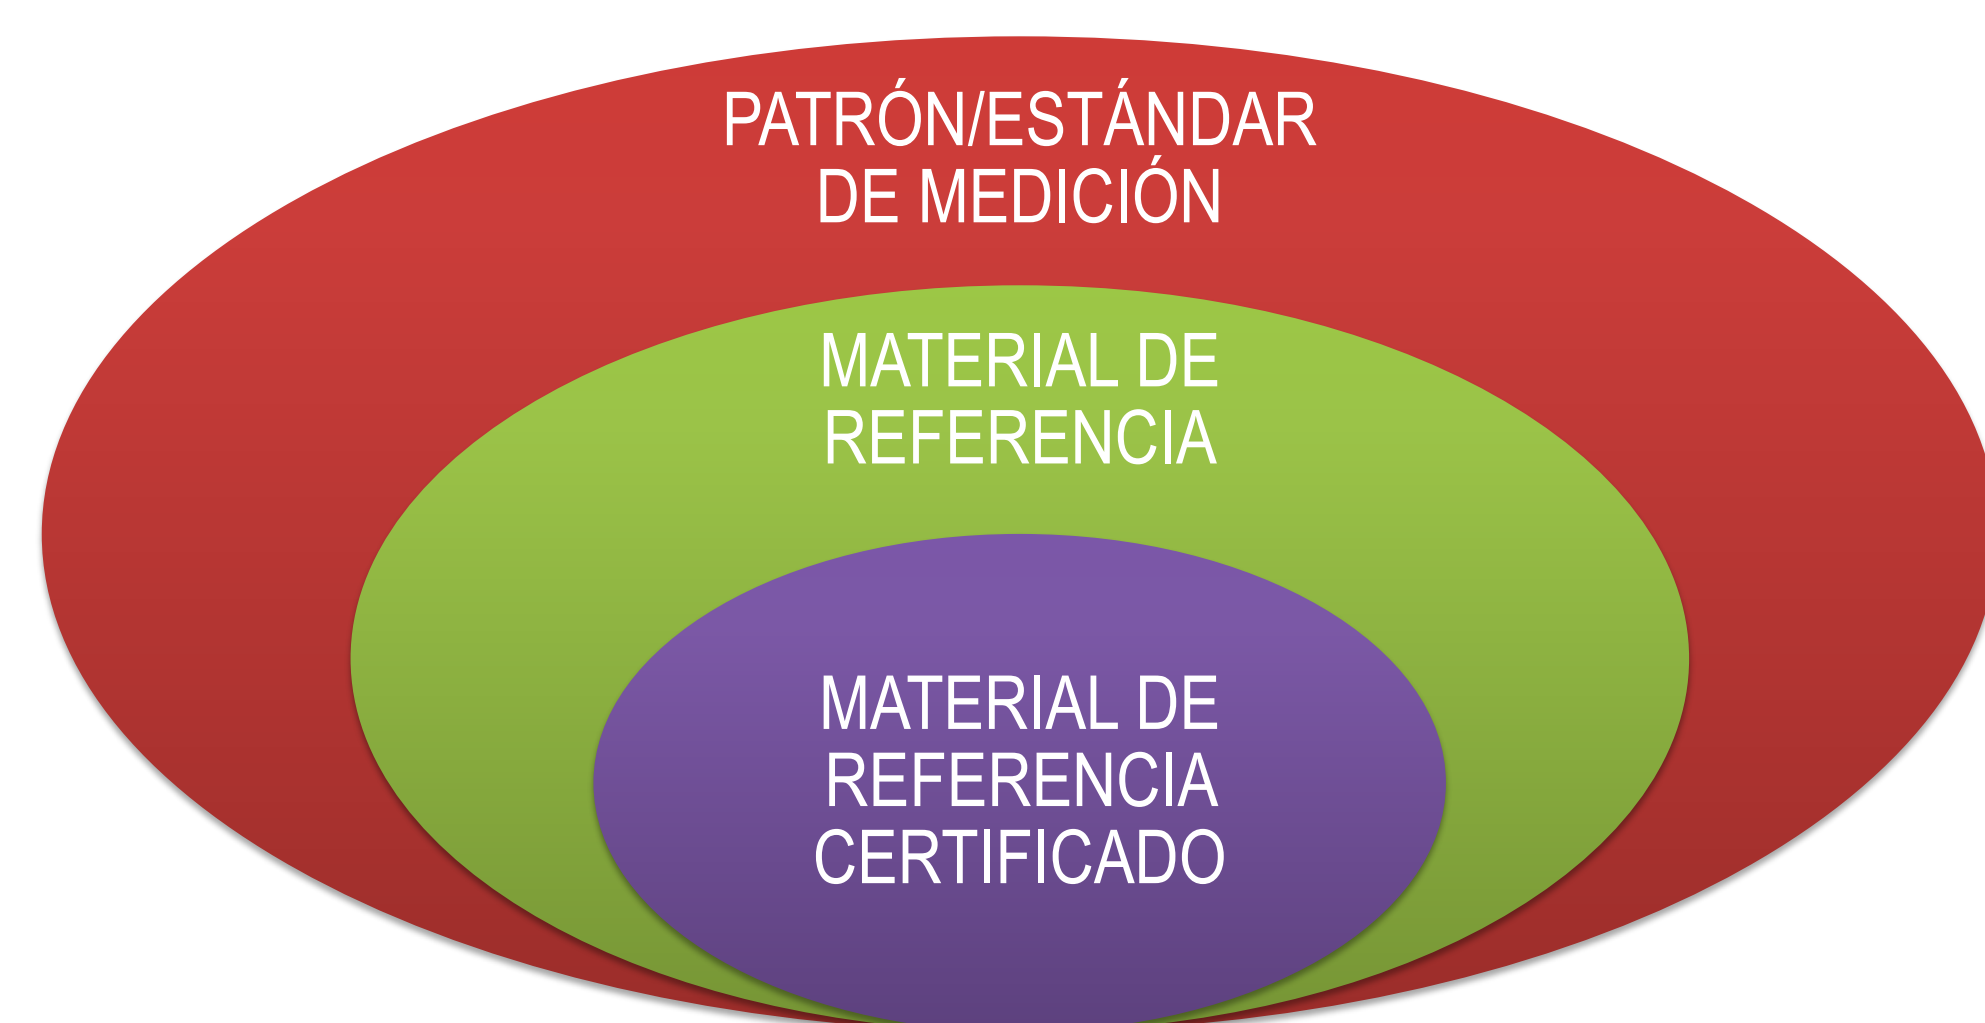 PATRÓN/ESTÁNDAR
DE MEDICIÓN
MATERIAL DE
REFERENCIA
MATERIAL DE
REFERENCIA
CERTIFICADO